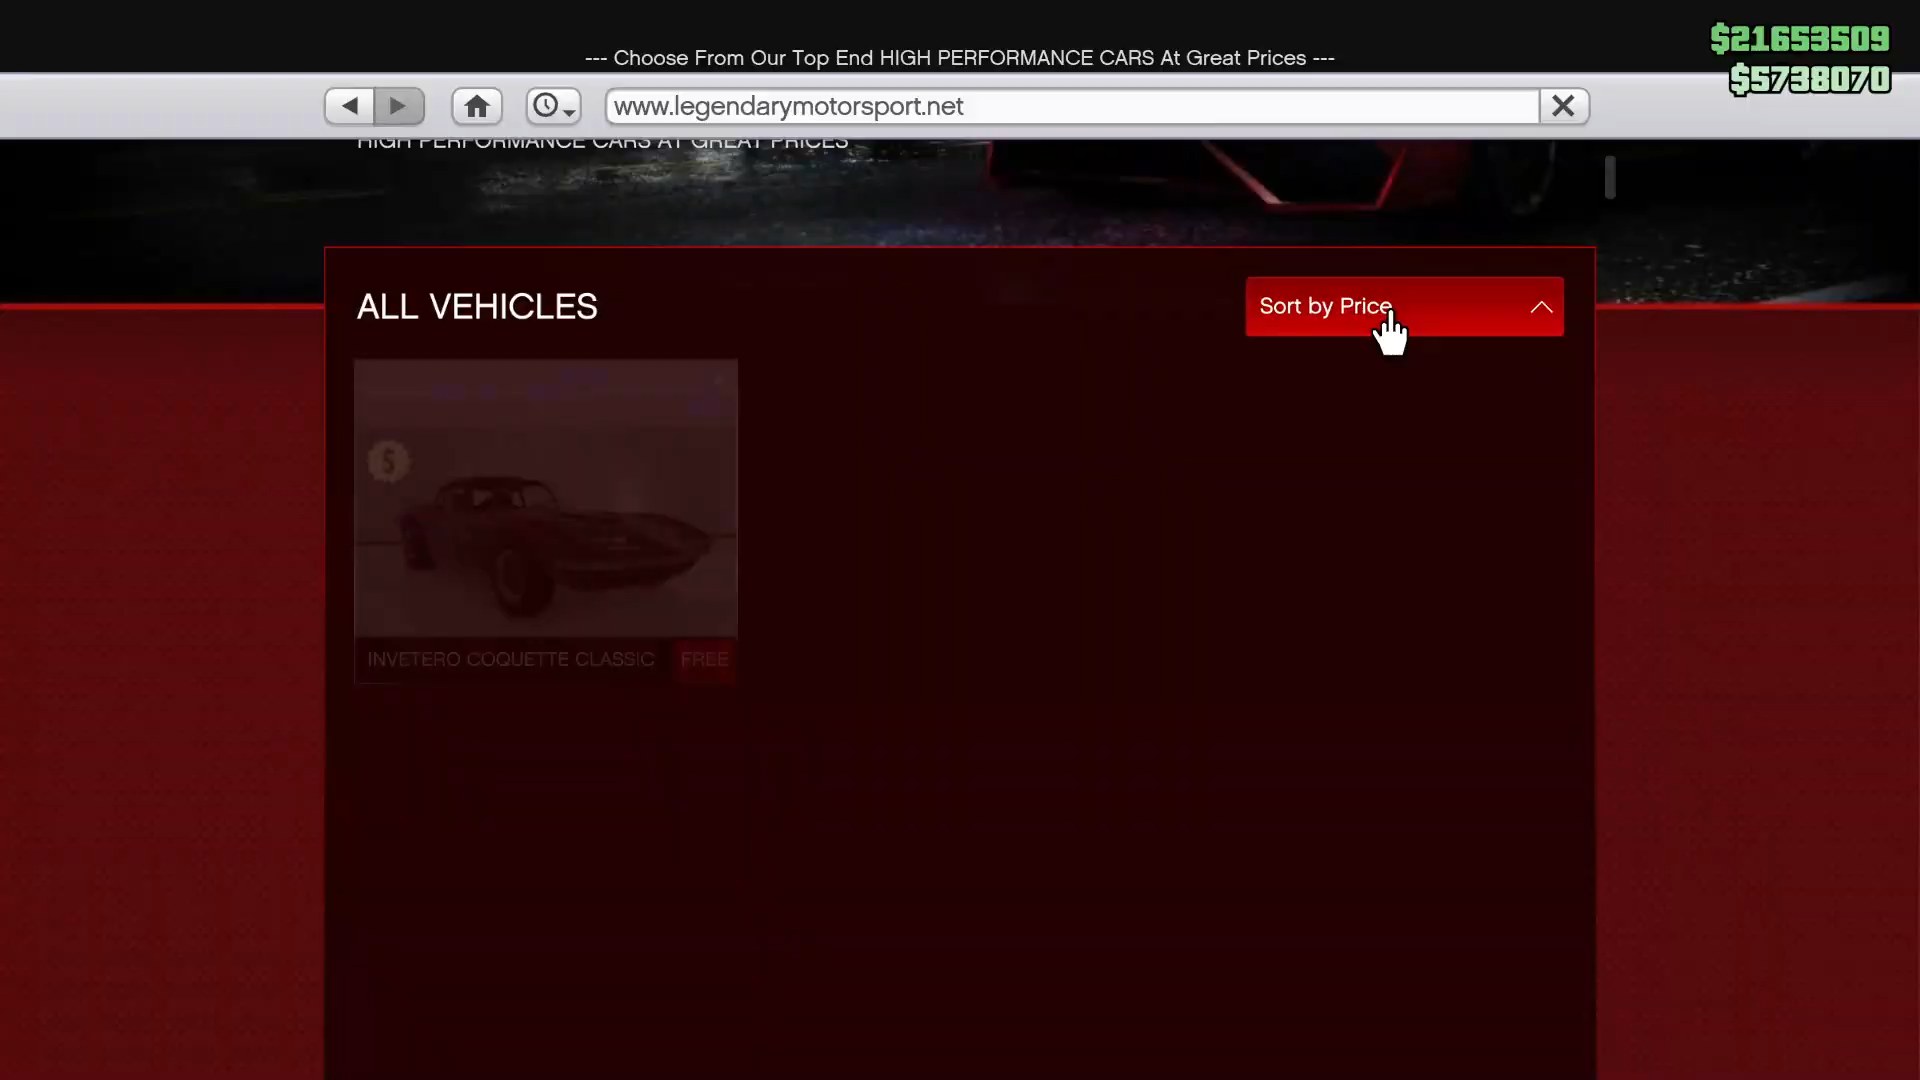 $21653509
--- Choose From Our Top End HIGH PERFORMANCE CARS At Great Prices ---
$5738070
www.legendarymotorsport.net
HIGH PERFORMANCE CARS AT GREAT PRICES
ALL VEHICLES
Sort by Price
5
INVETERO COQUETTE CLASSIC
FREE